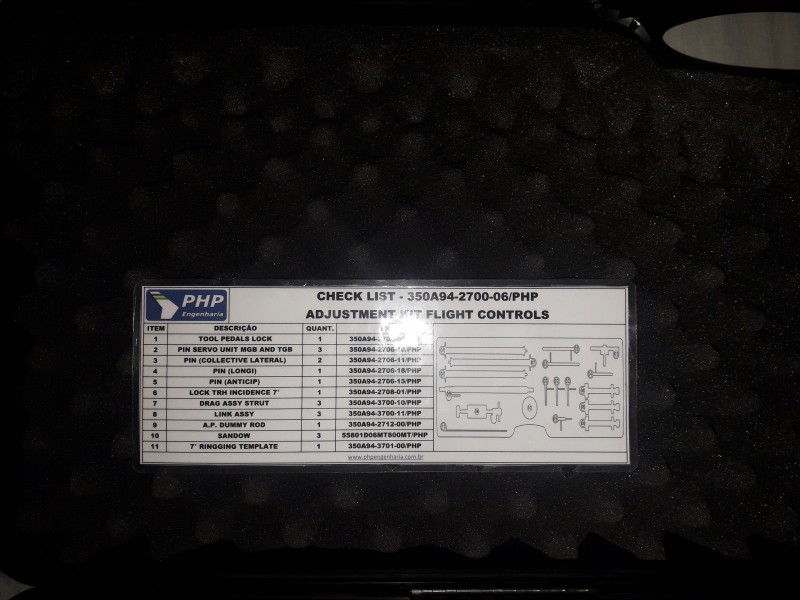 PHP
Engenharia
CHECK LIST - 350A94-2700-06/PHP
ADJUSTMENT KIT FLIGHT CONTROLS
ITEM DESCRIÇÃO QUANT.
1 TOOL PEDALS LOCK 1
2 PIN SERVO UNIT MGB AND TGB 3 350A94-2706-10/PHP
3 PIN (COLLECTIVE LATERAL) 2 350A94-2706-11/PHP
4 PIN (LONGI) 1 350A94-2706-18/PHP
5 PIN (ANTICIP) 1 350A94-2706-15/PHP
6 LOCK TRH INCIDENCE 7' 1 350A94-2708-01/PHP
7 DRAG ASSY STRUT 3 350A94-3700-10/PHP
8 LINK ASSY 3 350A94-3700-11/PHP
9 A.P. DUMMY ROD 1 350A94-2712-00/PHP
10 SANDOW 3 55801D06MT800MT/PHP
11 7' RINGGING TEMPLATE 1 350A94-3701-00/PHP
www.phpengenharia.com.br